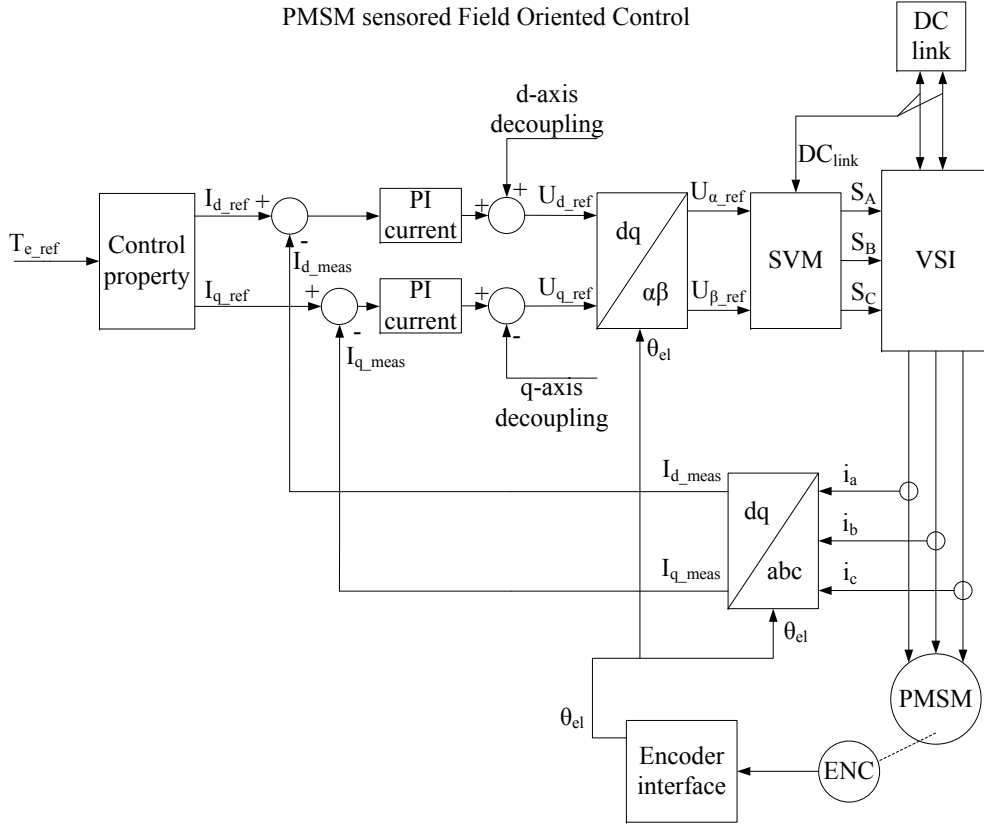 PMSM sensored Field Oriented Control
DC
link
d-axis
decoupling
DC_link
T_e_ref
Control
property
I_d_ref
+
-
I_d_meas
PI
current
+
+
U_d_ref
dq
αβ
U_α_ref
SVM
S_A
S_B
S_C
VSI
I_q_ref
+
-
I_q_meas
PI
current
+
-
U_q_ref
U_β_ref
θ_el
q-axis
decoupling
I_d_meas
I_q_meas
dq
abc
i_a
i_b
i_c
θ_el
θ_el
PMSM
Encoder
interface
ENC